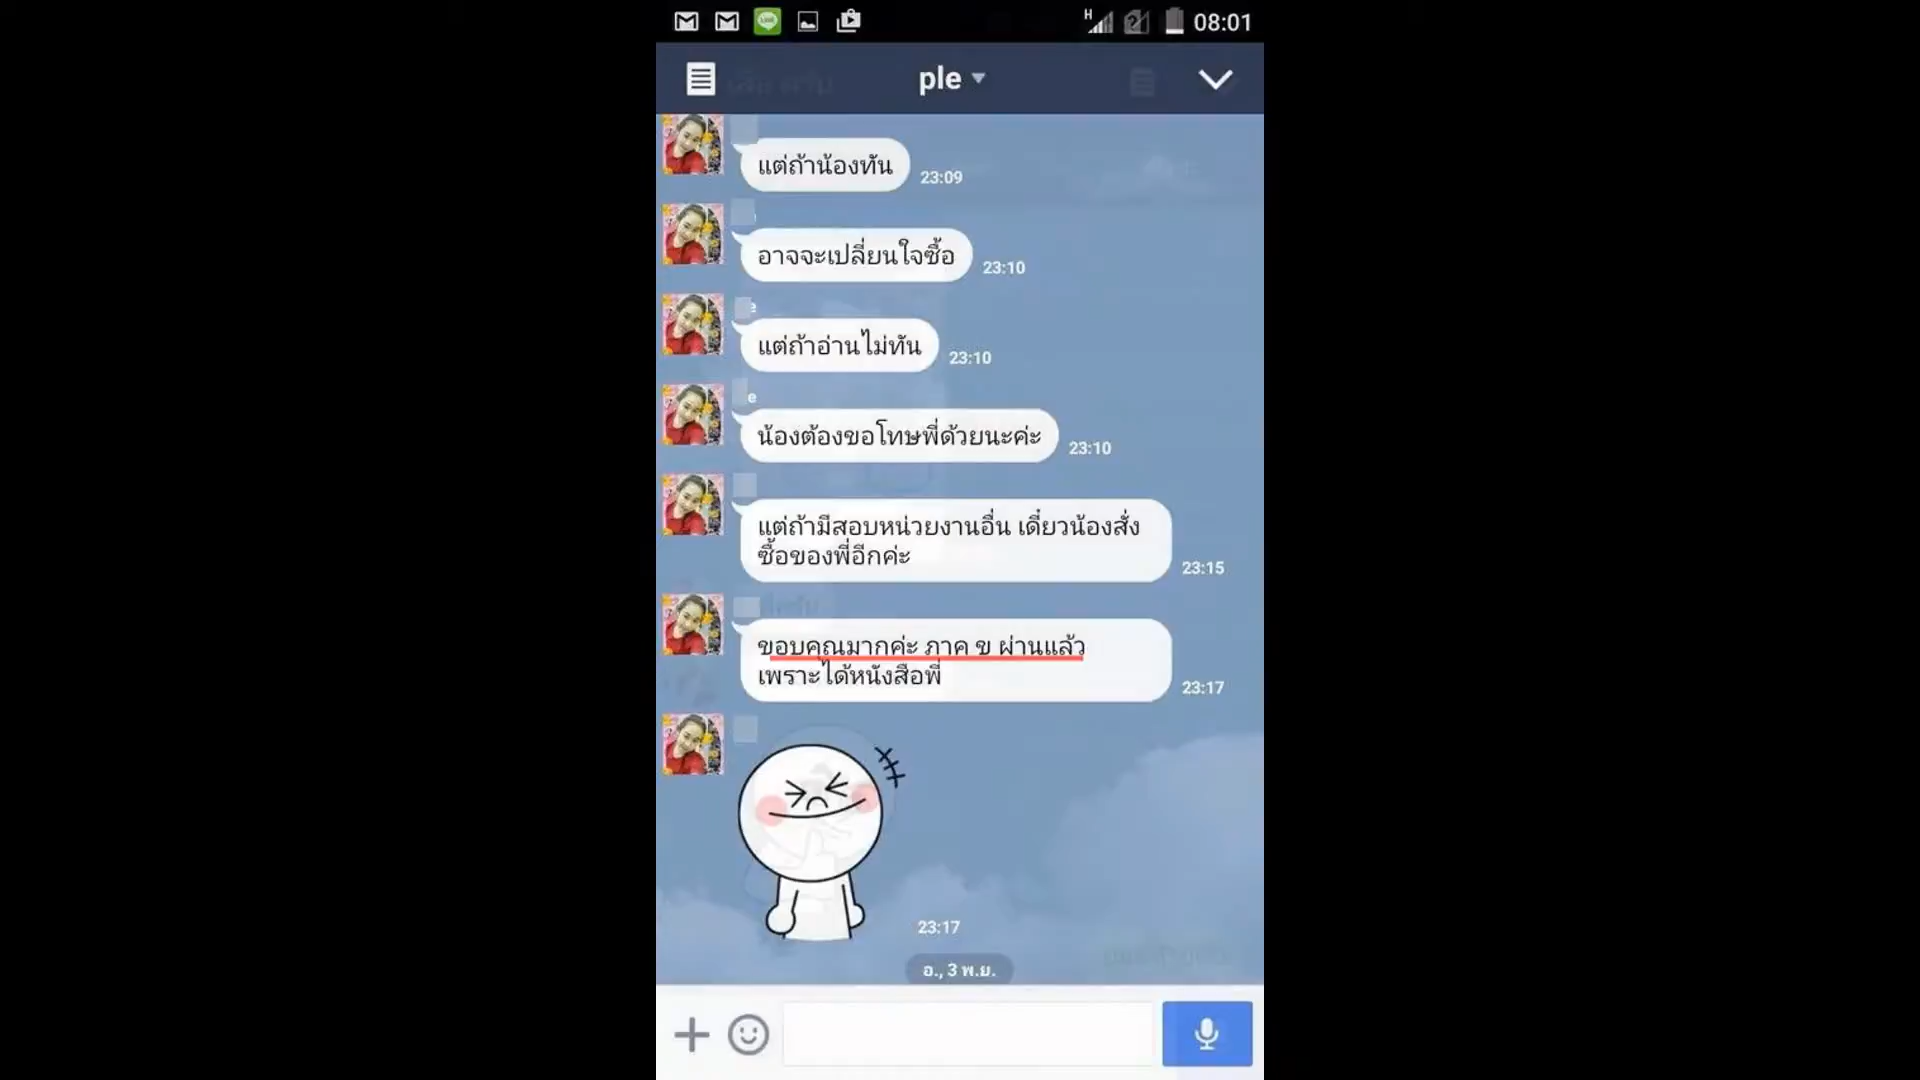 08:01
ple
แต่ถ้าน้องทัน
23:09
อาจจะเปลี่ยนใจซื้อ
23:10
แต่ถ้าอ่านไม่ทัน
23:10
น้องต้องขอโทษพี่ด้วยนะค่ะ
23:10
แต่ถ้ามีสอบหน่วยงานอื่น เดี๋ยวน้องสั่ง
ซื้อของพี่อีกค่ะ
23:15
ขอบคุณมากค่ะ ภาค ข ผ่านแล้ว
เพราะได้หนังสือพี่
23:17
23:17
อ., 3 พ.ย.